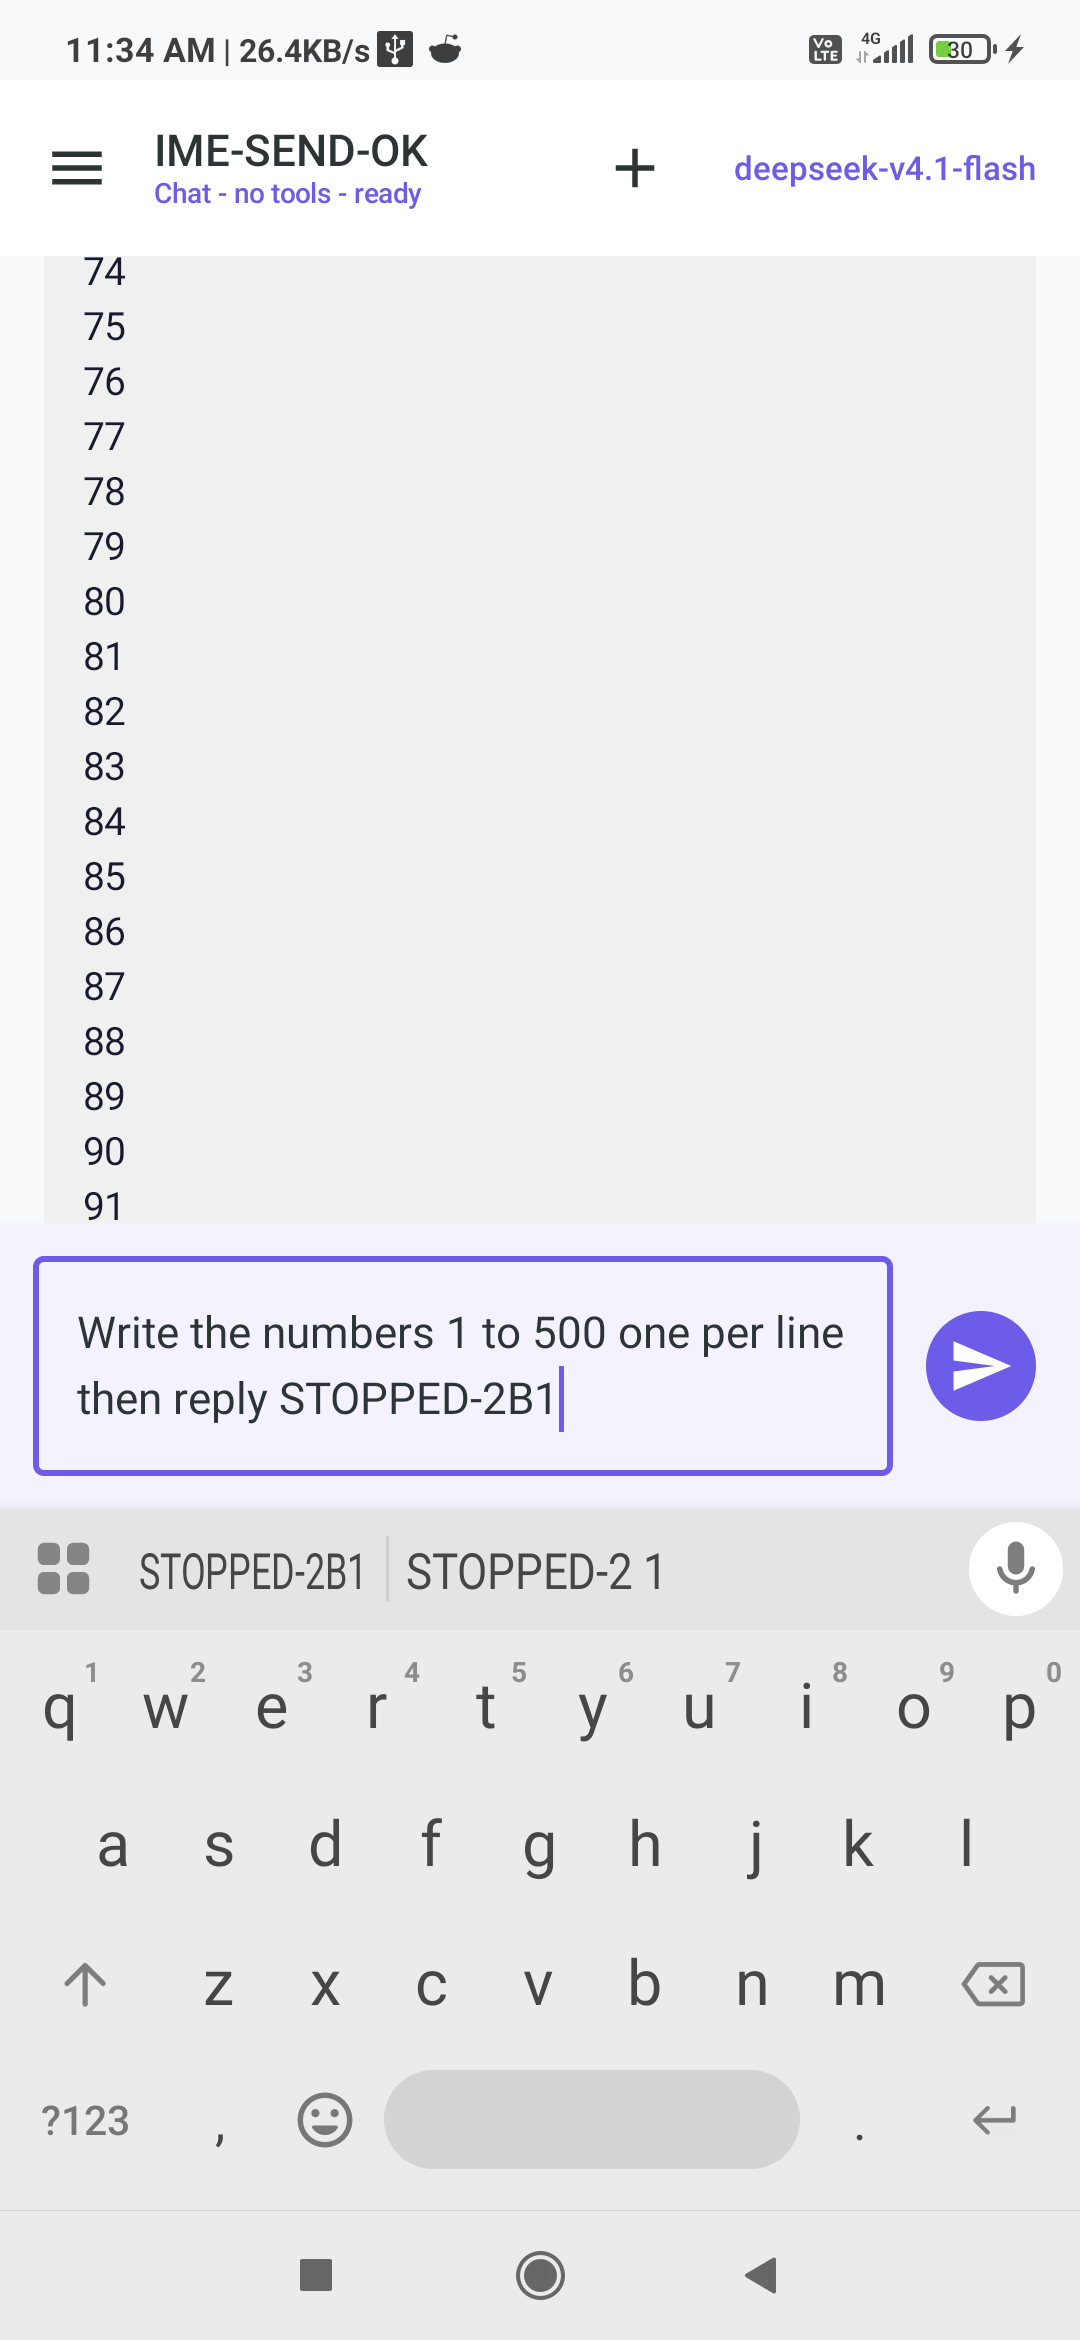 11:34 AM | 26.4KB/s Vo LTE 4G 30
IME-SEND-OK
Chat - no tools - ready
deepseek-v4.1-flash
74
75
76
77
78
79
80
81
82
83
84
85
86
87
88
89
90
91
Write the numbers 1 to 500 one per line
then reply STOPPED-2B1
STOPPED-2B1 STOPPED-2 1
1 2 3 4 5 6 7 8 9 0
q w e r t y u i o p
a s d f g h j k l
z x c v b n m
?123 , .